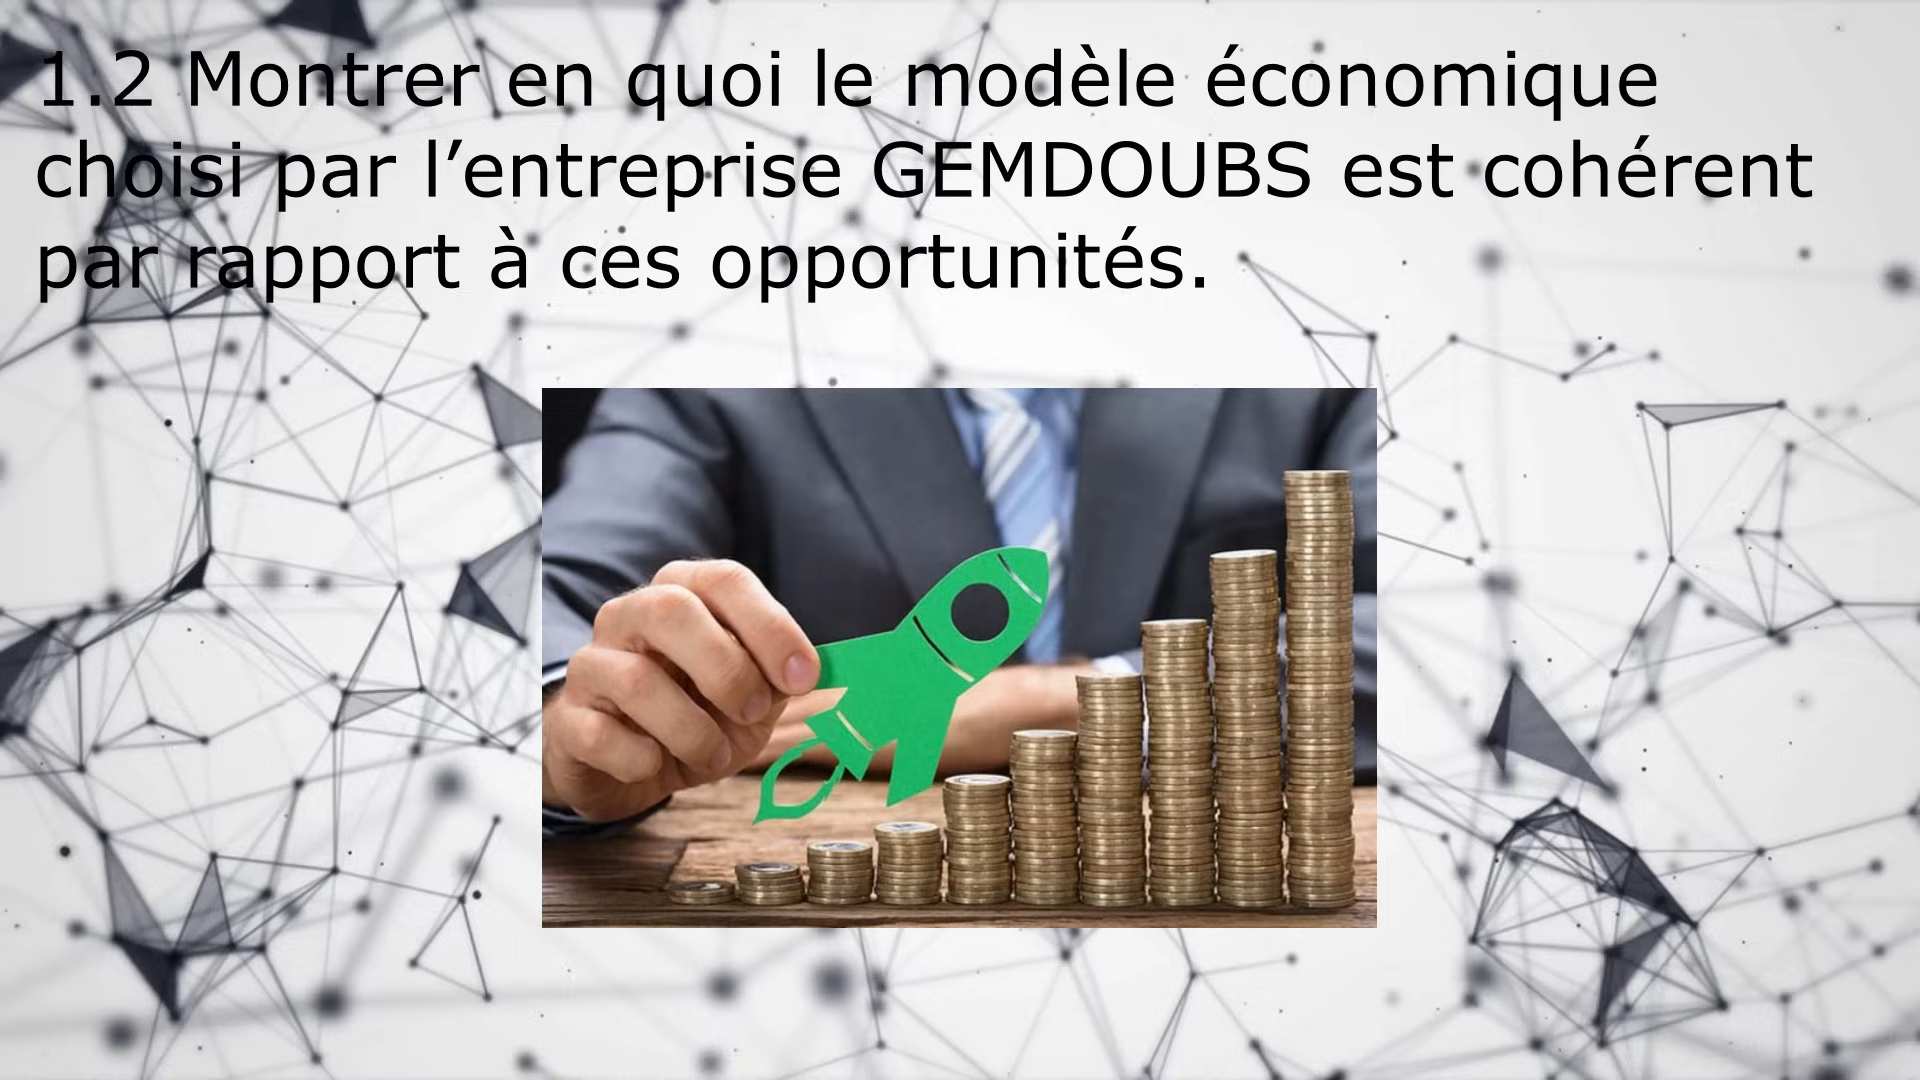 1.2 Montrer en quoi le modèle économique
choisi par l’entreprise GEMDOUBS est cohérent
par rapport à ces opportunités.